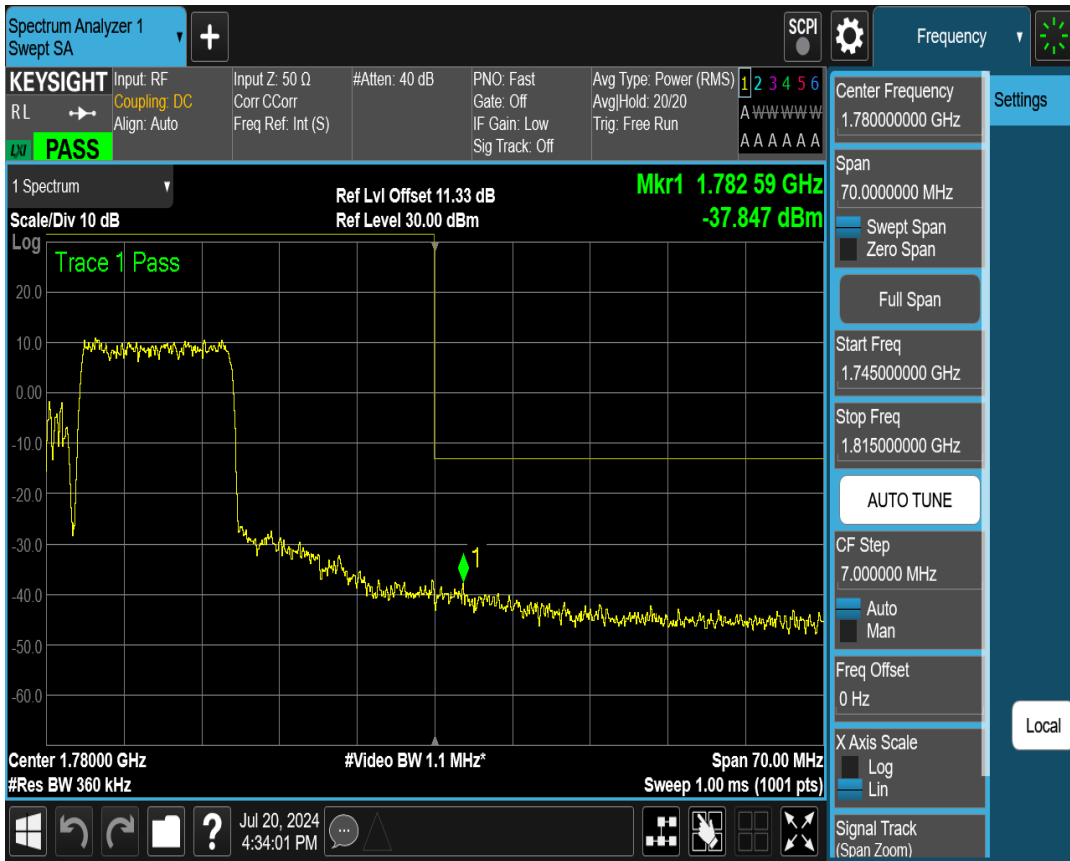 Spectrum Analyzer 1
Swept SA
+
SCPI
Frequency
KEYSIGHT
RL
LXI PASS
Input: RF
Coupling: DC
Align: Auto
Input Z: 50 Ω
Corr CCorr
Freq Ref: Int (S)
#Atten: 40 dB
PNO: Fast
Gate: Off
IF Gain: Low
Sig Track: Off
Avg Type: Power (RMS)
Avg|Hold: 20/20
Trig: Free Run
1 2 3 4 5 6
A W W W W W
A A A A A A
1 Spectrum
Scale/Div 10 dB
Ref Lvl Offset 11.33 dB
Ref Level 30.00 dBm
Mkr1 1.782 59 GHz
-37.847 dBm
Log
Trace 1 Pass
20.0
10.0
0.00
-10.0
-20.0
-30.0
-40.0
-50.0
-60.0
1
Center 1.78000 GHz
#Res BW 360 kHz
#Video BW 1.1 MHz*
Span 70.00 MHz
Sweep 1.00 ms (1001 pts)
Center Frequency
1.780000000 GHz
Span
70.0000000 MHz
Swept Span
Zero Span
Full Span
Start Freq
1.745000000 GHz
Stop Freq
1.815000000 GHz
AUTO TUNE
CF Step
7.000000 MHz
Auto
Man
Freq Offset
0 Hz
X Axis Scale
Log
Lin
Signal Track
(Span Zoom)
Settings
Local
?
Jul 20, 2024
4:34:01 PM